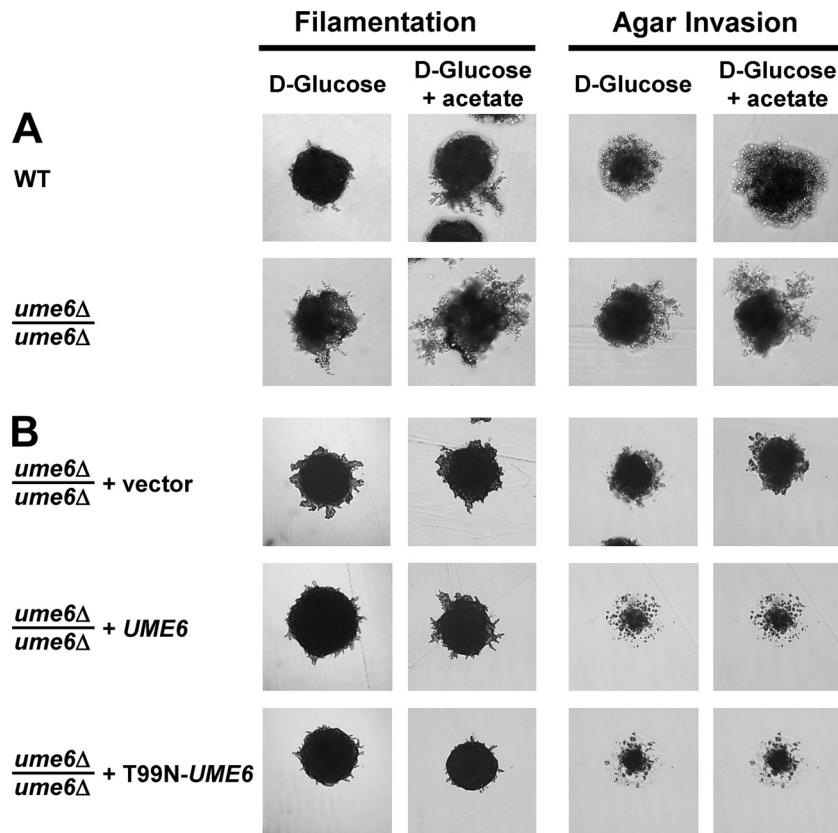 Filamentation Agar Invasion
D-Glucose D-Glucose D-Glucose D-Glucose
+ acetate + acetate
A
WT
ume6Δ
ume6Δ
B
ume6Δ
ume6Δ + vector
ume6Δ
ume6Δ + UME6
ume6Δ
ume6Δ + T99N-UME6